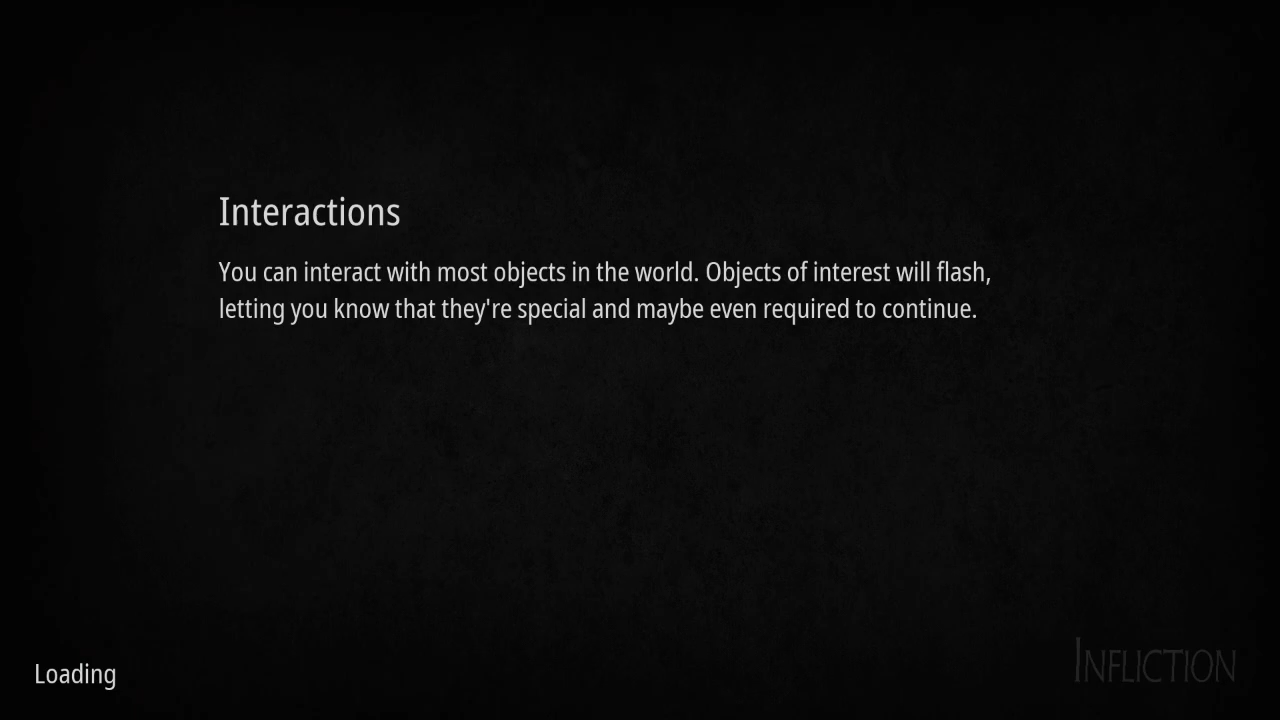 Interactions
You can interact with most objects in the world. Objects of interest will flash,
letting you know that they're special and maybe even required to continue.
Loading
INFLICTION